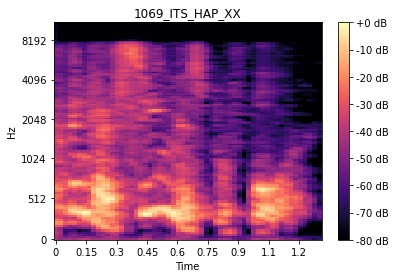 1069_ITS_HAP_XX
+0 dB
8192
-10 dB
4096
-20 dB
-30 dB
2048
Hz
-40 dB
1024
-50 dB
512
-60 dB
-70 dB
0
-80 dB
0 0.15 0.3 0.45 0.6 0.75 0.9 1.1 1.2
Time